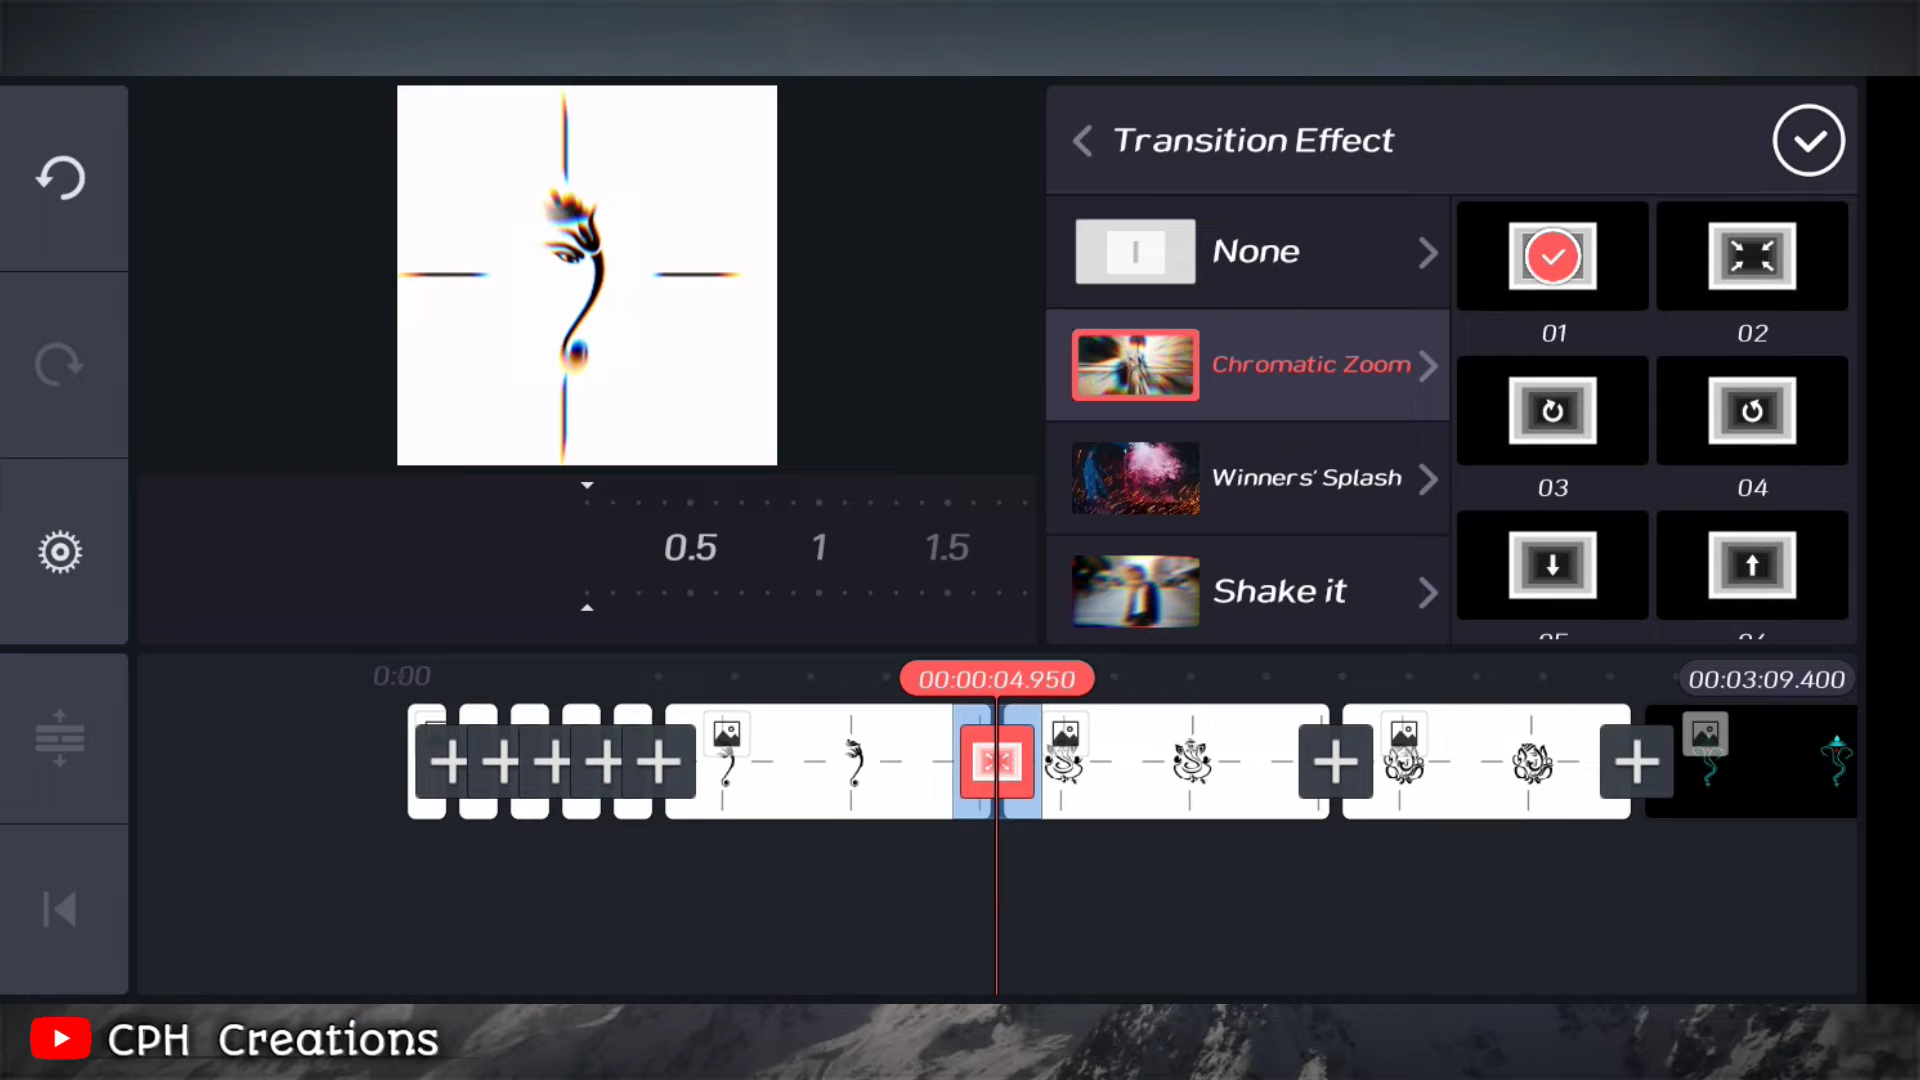 Transition Effect
None
Chromatic Zoom
Winners' Splash
Shake it
01
02
03
04
0.5
1
1.5
0:00
00:00:04.950
00:03:09.400
CPH Creations